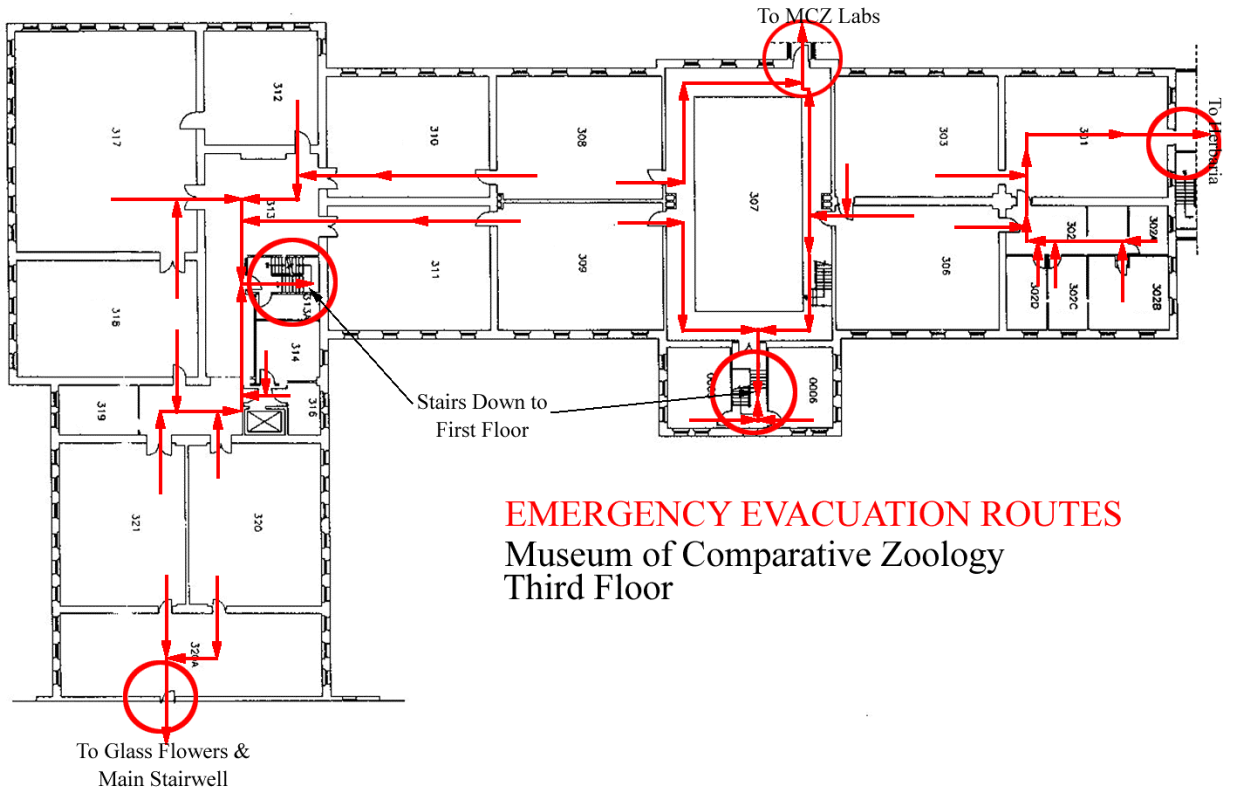 To MCZ Labs
To Herbaria
312
317
310
308
303
301
313
307
302
302A
311
309
306
318
313A
302D
302C
302B
314
319
316
0006
Stairs Down to
First Floor
321
320
EMERGENCY EVACUATION ROUTES
Museum of Comparative Zoology
Third Floor
320A
To Glass Flowers &
Main Stairwell